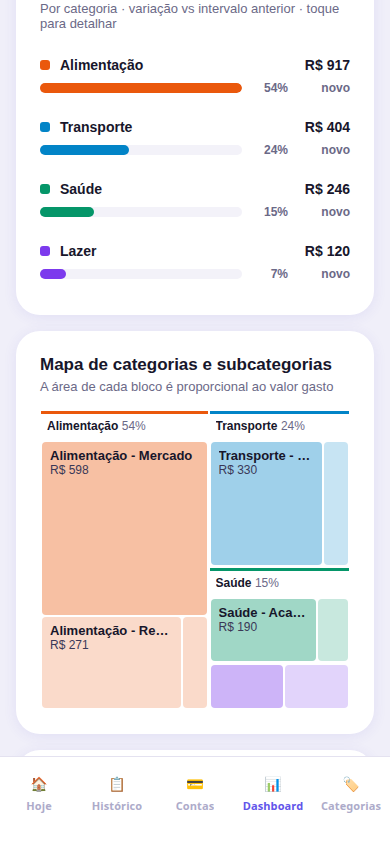 Por categoria · variação vs intervalo anterior · toque
para detalhar
Alimentação R$ 917
54% novo
Transporte R$ 404
24% novo
Saúde R$ 246
15% novo
Lazer R$ 120
7% novo
Mapa de categorias e subcategorias
A área de cada bloco é proporcional ao valor gasto
Alimentação 54%
Alimentação - Mercado
R$ 598
Alimentação - Re…
R$ 271
Transporte 24%
Transporte - …
R$ 330
Saúde 15%
Saúde - Aca…
R$ 190
Hoje Histórico Contas Dashboard Categorias